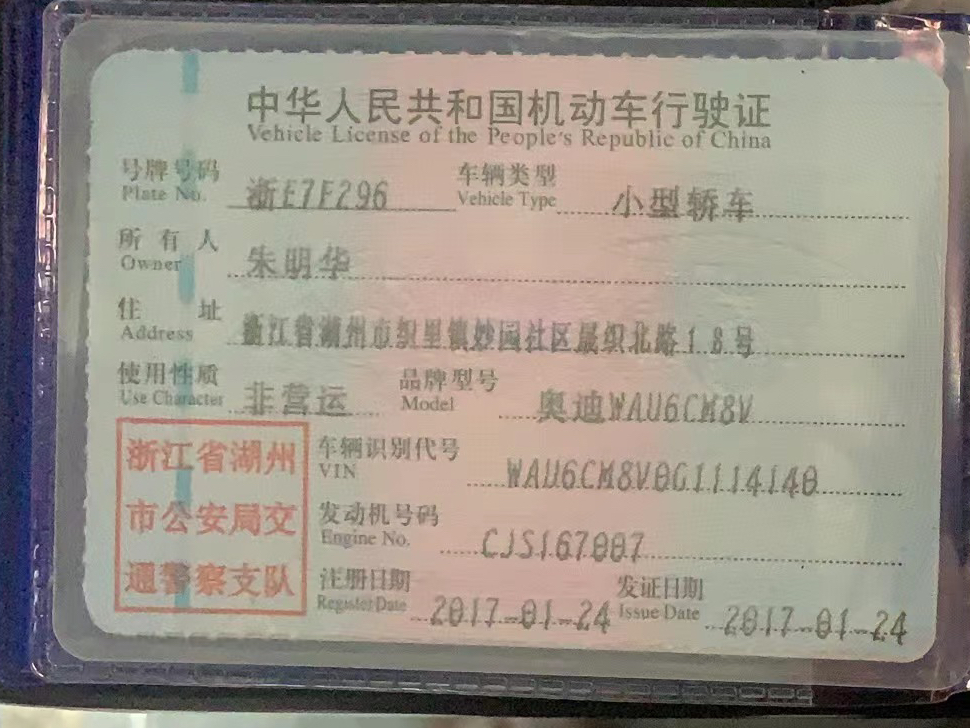 中华人民共和国机动车行驶证
Vehicle License of the People's Republic of China
号牌号码 浙E7F296 车辆类型 小型轿车
Plate No. Vehicle Type
所有人 朱明华
Owner
住址 浙江省湖州市织里镇妙园社区晟织北路18号
Address
使用性质 非营运 品牌型号 奥迪WAU6CM8V
Use Character Model
浙江省湖州
市公安局交
通警察支队
车辆识别代号 WAU6CM8V0G1114140
VIN
发动机号码 CJS167007
Engine No.
注册日期 2017-01-24 发证日期 2017-01-24
Register Date Issue Date